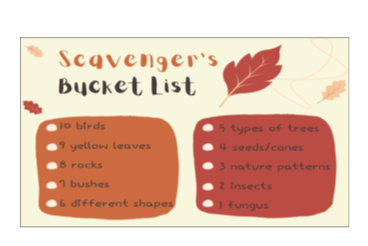 Scavenger's
Bucket List
10 birds
9 yellow leaves
8 rocks
7 bushes
6 different shapes
5 types of trees
4 seeds/cones
3 nature patterns
2 insects
1 fungus